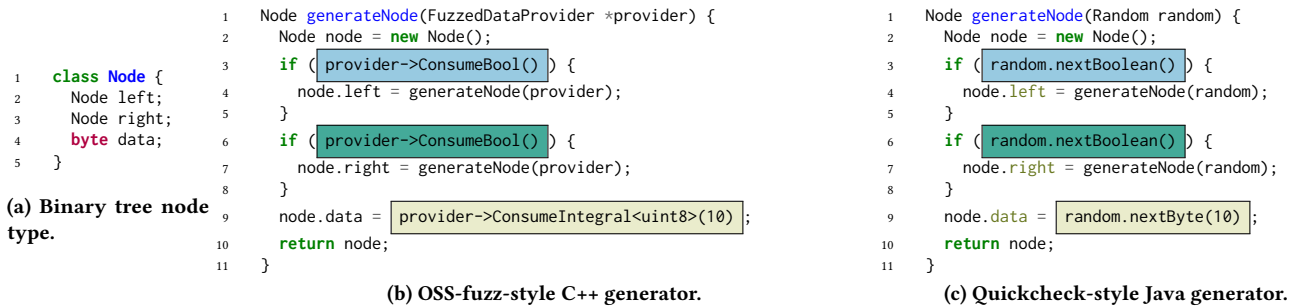 1 class Node {
2 Node left;
3 Node right;
4 byte data;
5 }
(a) Binary tree node
type.
1 Node generateNode(FuzzedDataProvider *provider) {
2 Node node = new Node();
3 if ( provider->ConsumeBool() ) {
4 node.left = generateNode(provider);
5 }
6 if ( provider->ConsumeBool() ) {
7 node.right = generateNode(provider);
8 }
9 node.data = provider->ConsumeIntegral<uint8>(10) ;
10 return node;
11 }
(b) OSS-fuzz-style C++ generator.
1 Node generateNode(Random random) {
2 Node node = new Node();
3 if ( random.nextBoolean() ) {
4 node.left = generateNode(random);
5 }
6 if ( random.nextBoolean() ) {
7 node.right = generateNode(random);
8 }
9 node.data = random.nextByte(10) ;
10 return node;
11 }
(c) Quickcheck-style Java generator.